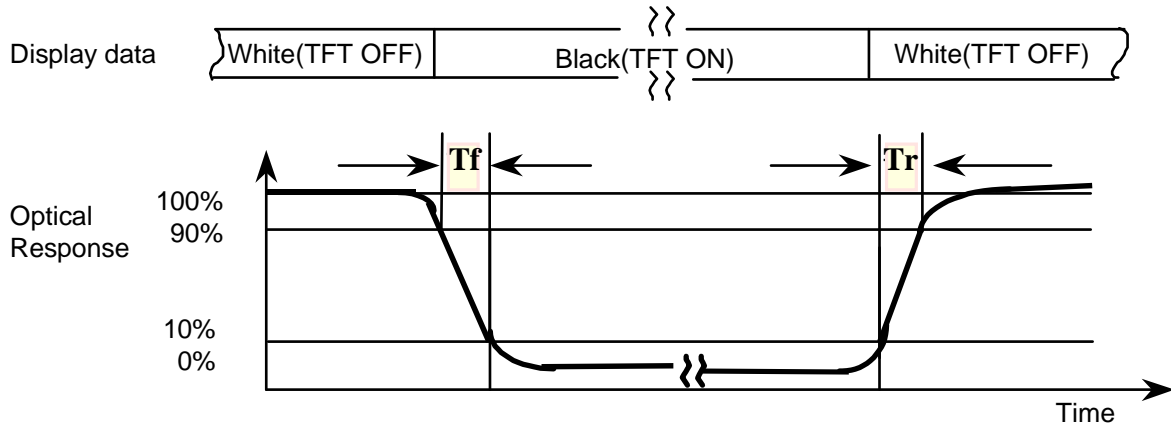 Display data
White(TFT OFF)
Black(TFT ON)
White(TFT OFF)
Tf
Tr
Optical
Response
100%
90%
10%
0%
Time